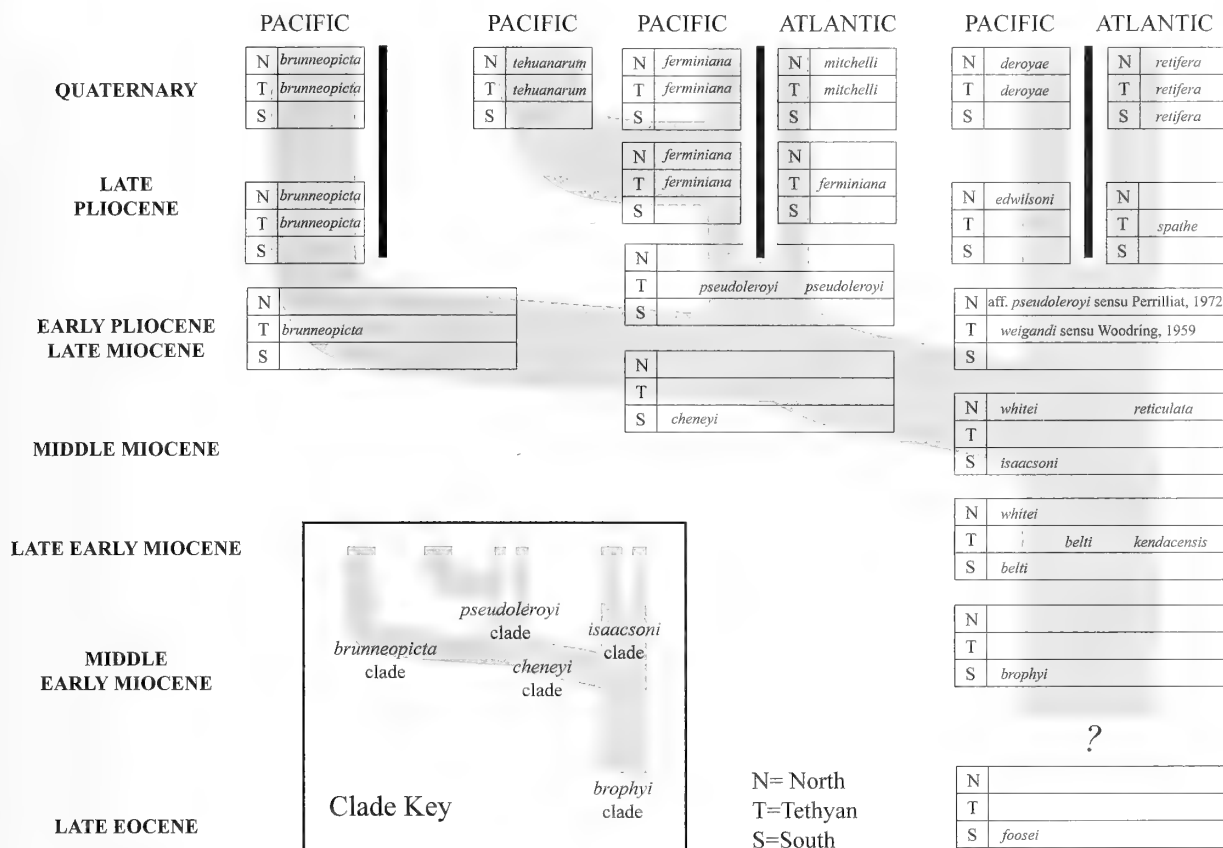 PACIFIC PACIFIC PACIFIC ATLANTIC PACIFIC ATLANTIC
QUATERNARY
N brunneopicta N tehuanarum N ferminiana N mitchelli N deroyae N retifera
T brunneopicta T tehuanarum T ferminiana T mitchelli T deroyae T retifera
S S S S S S retifera
LATE
PLIOCENE
N ferminiana N
T ferminiana T ferminiana
S S
N brunneopicta N edwilsoni N
T brunneopicta T T spathe
S S S
EARLY PLIOCENE
LATE MIOCENE
N
T pseudoleroyi pseudoleroyi
S
N N aff. pseudoleroyi sensu Perrilliat, 1972
T brunneopicta T weigandi sensu Woodring, 1959
S S
MIDDLE MIOCENE
N
T
S cheneyi
N whitei reticulata
T
S isaacsoni
LATE EARLY MIOCENE
N whitei
T belti kendacensis
S belti
MIDDLE
EARLY MIOCENE
N
T
S brophyi
?
LATE EOCENE
N
T
S foosei
pseudoleroyi
clade
isaacsoni
clade
brunneopicta
clade
cheneyi
clade
brophyi
clade
Clade Key
N= North
T=Tethyan
S=South